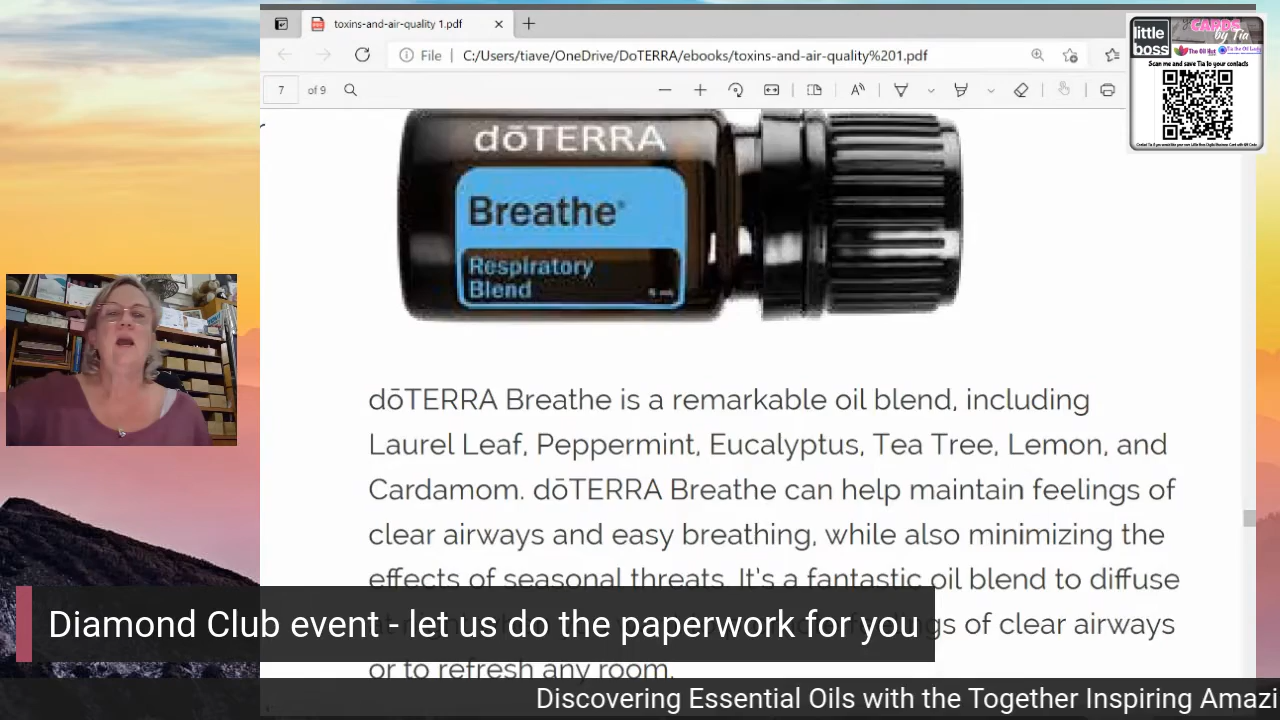 toxins-and-air-quality 1.pdf
File C:/Users/tiave/OneDrive/DoTERRA/ebooks/toxins-and-air-quality%201.pdf
7 of 9
little boss
CARDS by Tia
The Oil Hut
Scan me and save Tia to your contacts
dōTERRA
Breathe®
Respiratory
Blend
5 mL
dōTERRA Breathe is a remarkable oil blend, including
Laurel Leaf, Peppermint, Eucalyptus, Tea Tree, Lemon, and
Cardamom. dōTERRA Breathe can help maintain feelings of
clear airways and easy breathing, while also minimizing the
effects of seasonal threats. It's a fantastic oil blend to diffuse
Diamond Club event - let us do the paperwork for you
of clear airways
or to refresh any room.
Discovering Essential Oils with the Together Inspiring Amazi